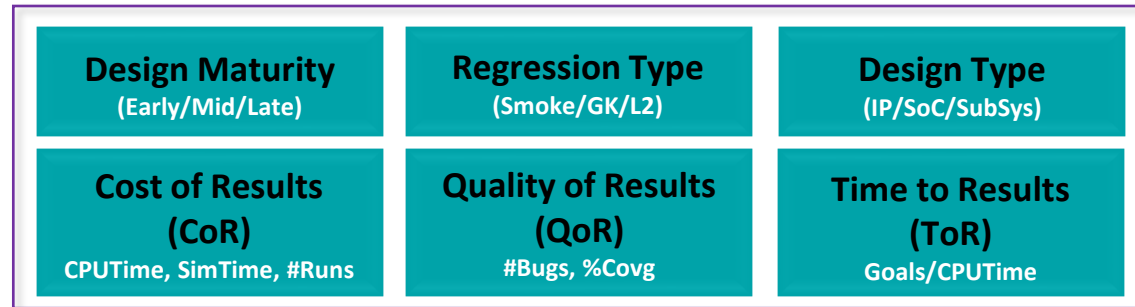 Design Maturity
(Early/Mid/Late)
Regression Type
(Smoke/GK/L2)
Design Type
(IP/SoC/SubSys)
Cost of Results
(CoR)
CPUTime, SimTime, #Runs
Quality of Results
(QoR)
#Bugs, %Covg
Time to Results
(ToR)
Goals/CPUTime